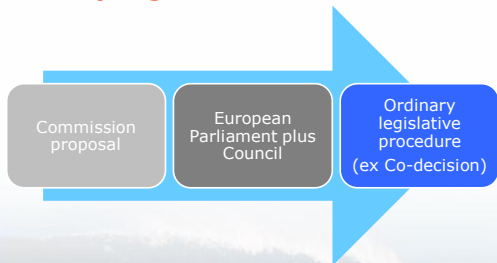 Commission
proposal
European
Parliament plus
Council
Ordinary
legislative
procedure
(ex Co-decision)